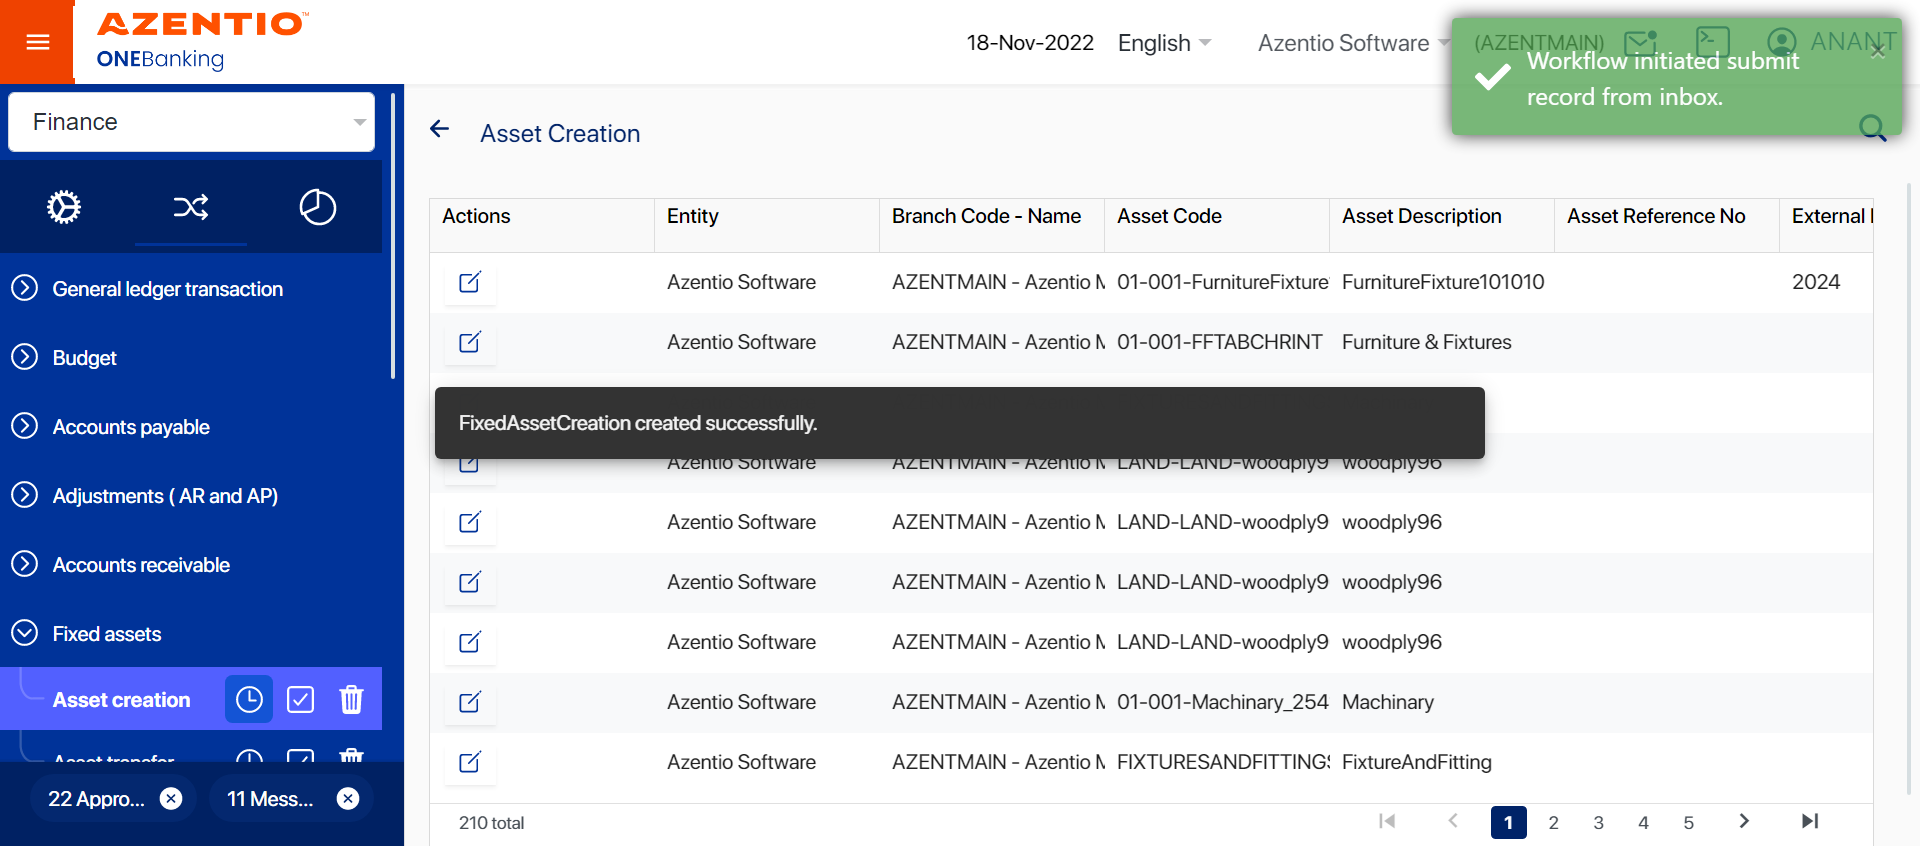 AZENTIO™
ONEBanking
18-Nov-2022
English
Azentio Software
(AZENTMAIN)
ANANT
Workflow initiated submit
record from inbox.
Finance
Asset Creation
Actions
Entity
Branch Code - Name
Asset Code
Asset Description
Asset Reference No
External
General ledger transaction
Budget
Accounts payable
Adjustments ( AR and AP)
Accounts receivable
Fixed assets
Asset creation
Asset transfer
22 Appro...
11 Mess...
Azentio Software AZENTMAIN - Azentio 01-001-FurnitureFixture FurnitureFixture101010 2024
Azentio Software AZENTMAIN - Azentio 01-001-FFTABCHRINT Furniture & Fixtures
FixedAssetCreation created successfully.
Azentio Software AZENTMAIN - Azentio LAND-LAND-woodply9 woodply96
Azentio Software AZENTMAIN - Azentio LAND-LAND-woodply9 woodply96
Azentio Software AZENTMAIN - Azentio LAND-LAND-woodply9 woodply96
Azentio Software AZENTMAIN - Azentio LAND-LAND-woodply9 woodply96
Azentio Software AZENTMAIN - Azentio 01-001-Machinary_254 Machinary
Azentio Software AZENTMAIN - Azentio FIXTURESANDFITTINGS FixtureAndFitting
210 total
1 2 3 4 5